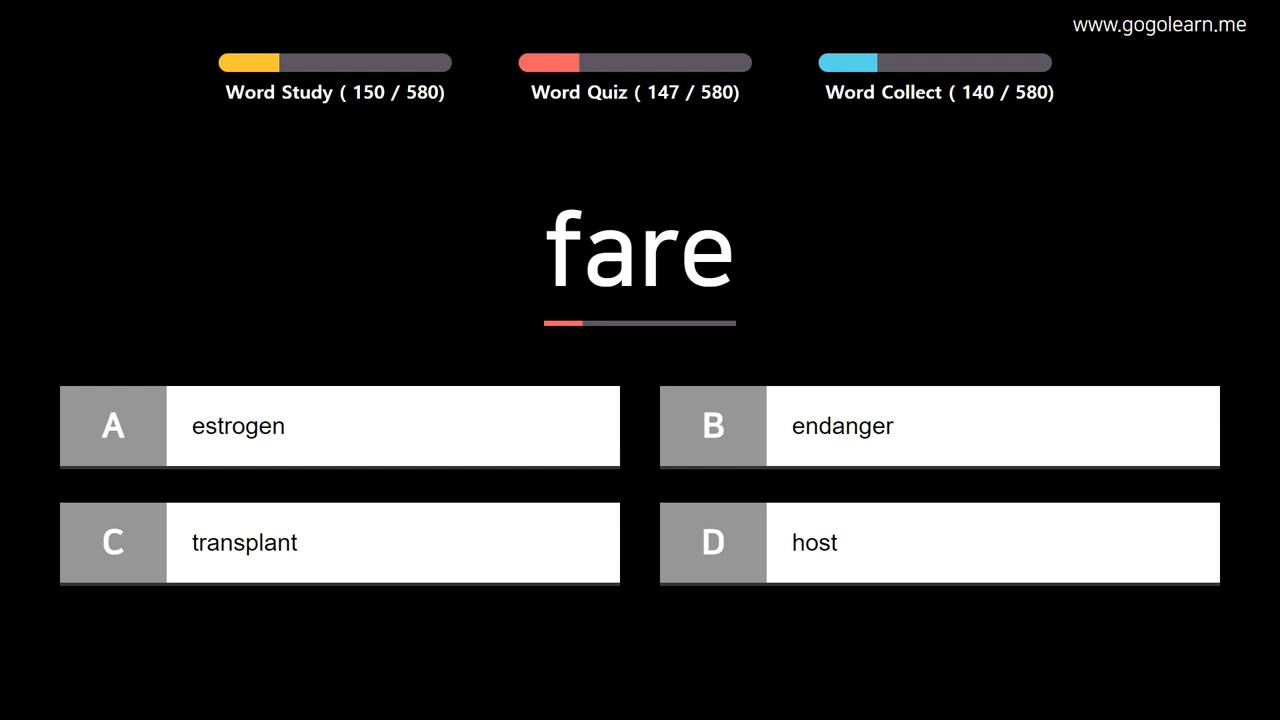 www.gogolearn.me
Word Study ( 150 / 580)
Word Quiz ( 147 / 580)
Word Collect ( 140 / 580)
fare
A estrogen
B endanger
C transplant
D host